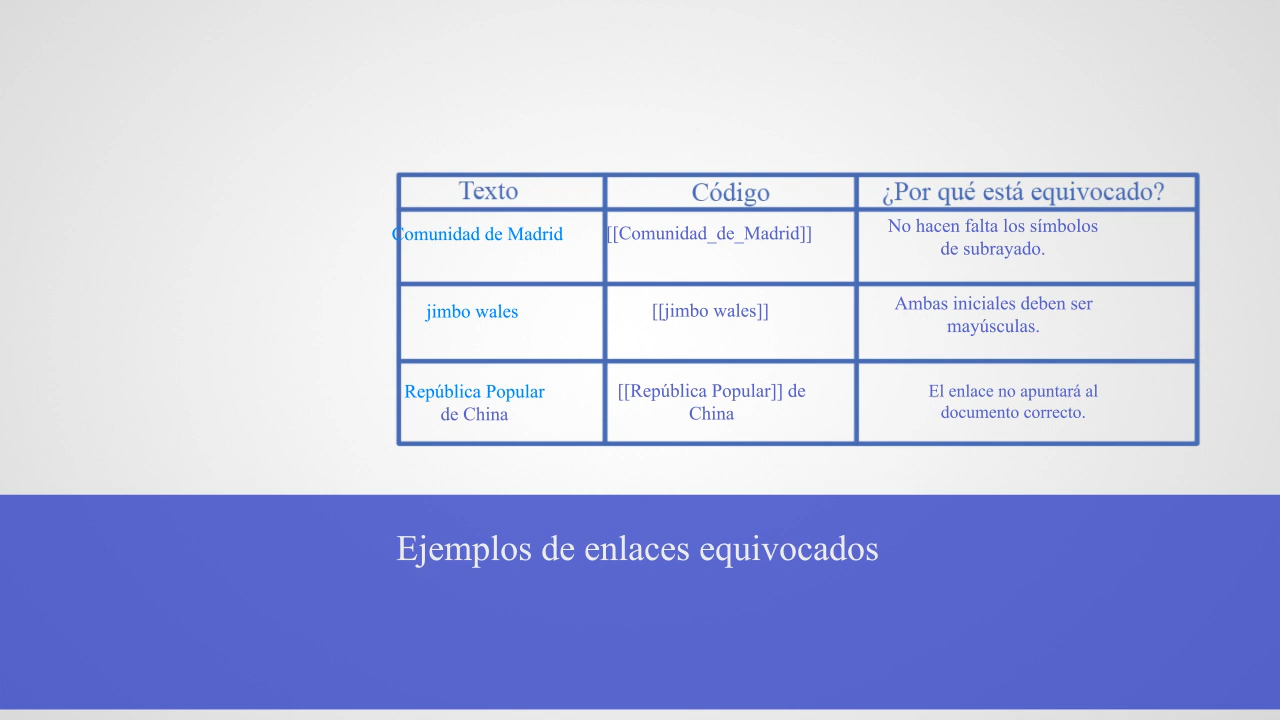 Texto Código ¿Por qué está equivocado?
Comunidad de Madrid [[Comunidad_de_Madrid]] No hacen falta los símbolos
de subrayado.
jimbo wales [[jimbo wales]] Ambas iniciales deben ser
mayúsculas.
República Popular [[República Popular]] de El enlace no apuntará al
de China China documento correcto.
Ejemplos de enlaces equivocados